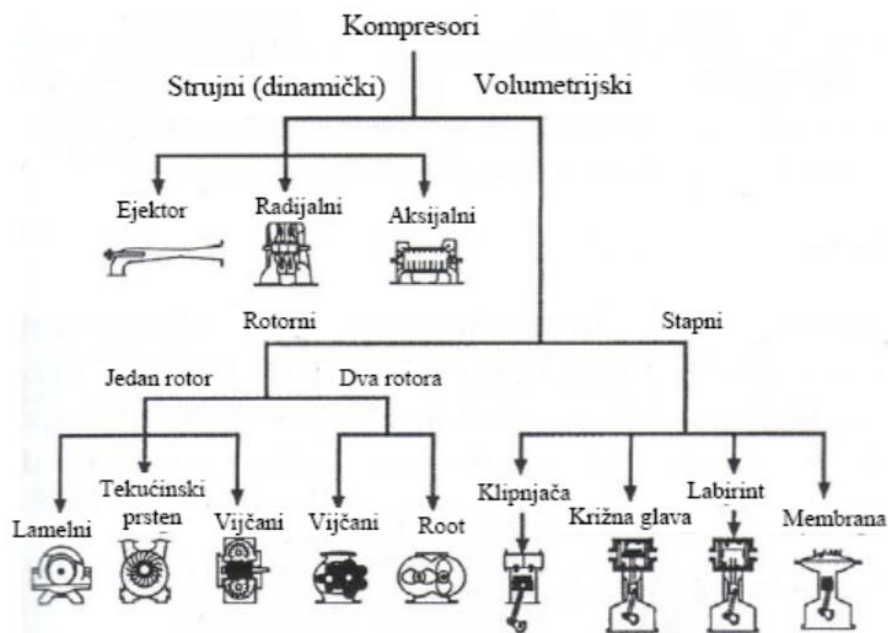 Kompresori
Strujni (dinamički)
Volumetrijski
Ejektor
Radijalni
Aksijalni
Rotorni
Stapni
Jedan rotor
Dva rotora
Lamelni
Tekućinski
prsten
Vijčani
Vijčani
Root
Klipnjača
Križna glava
Labirint
Membrana